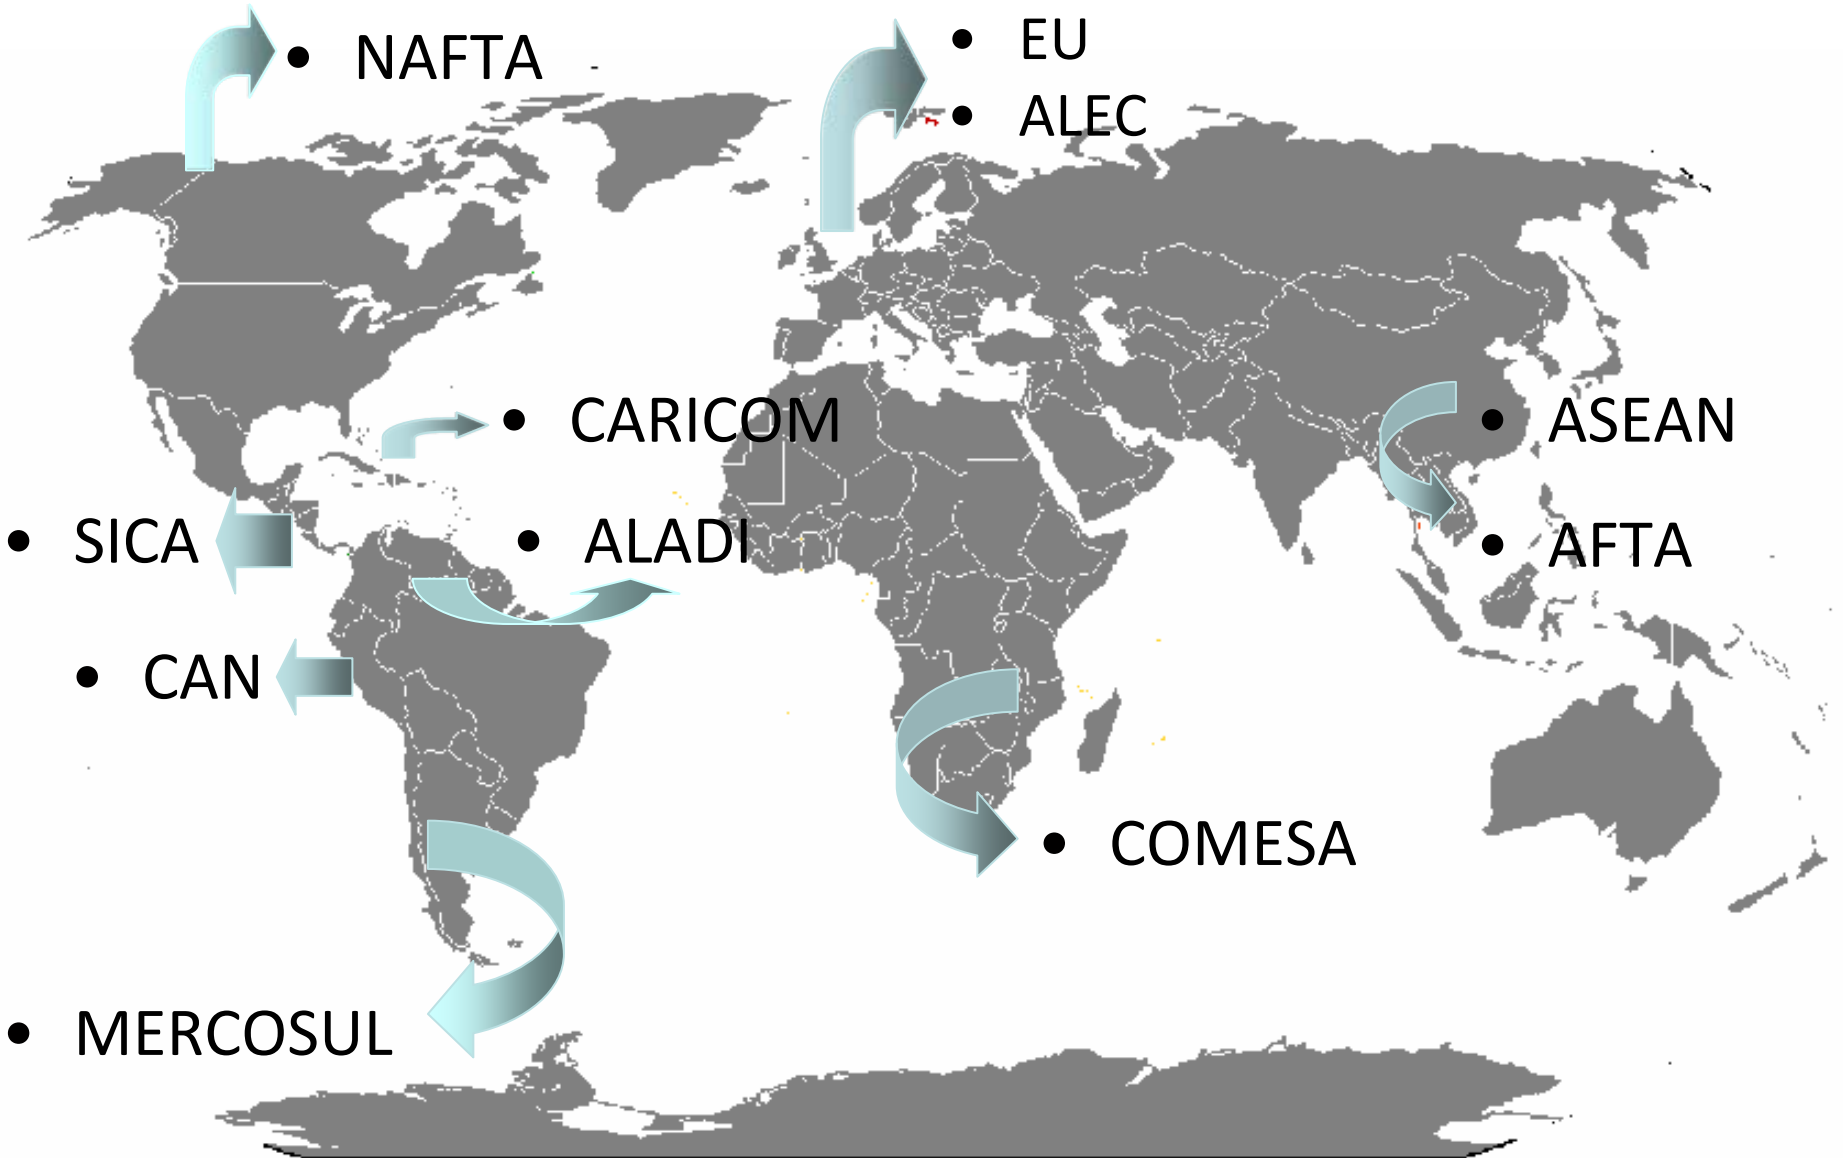 • NAFTA
• EU
• ALEC
• CARICOM
• ASEAN
• SICA
• ALADI
• AFTA
• CAN
• COMESA
• MERCOSUL